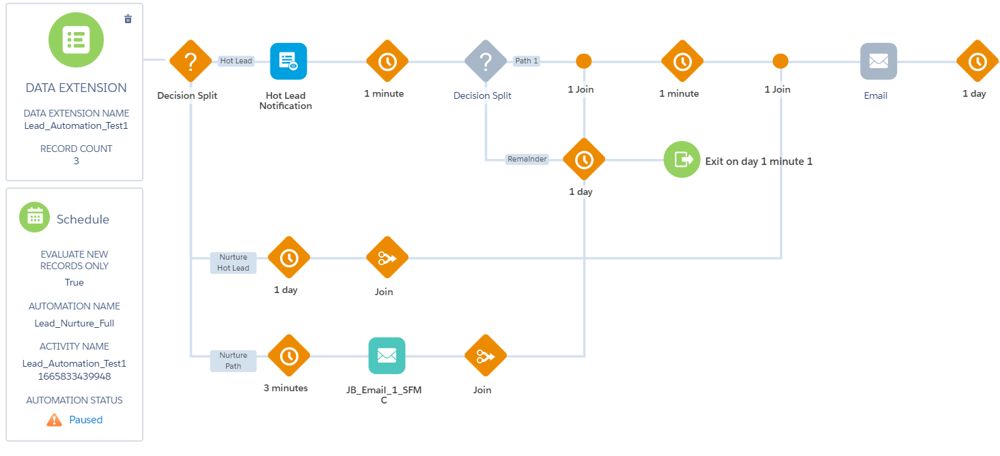 DATA EXTENSION
DATA EXTENSION NAME
Lead_Automation_Test1
RECORD COUNT
3
Schedule
EVALUATE NEW
RECORDS ONLY
True
AUTOMATION NAME
Lead_Nurture_Full
ACTIVITY NAME
Lead_Automation_Test1
1665833439948
AUTOMATION STATUS
Paused
Decision Split
Hot Lead
Hot Lead
Notification
1 minute
Decision Split
Path 1
1 Join
1 minute
1 Join
Email
1 day
Remainder
1 day
Exit on day 1 minute 1
Nurture
Hot Lead
1 day
Join
Nurture
Path
3 minutes
JB_Email_1_SFM
C
Join